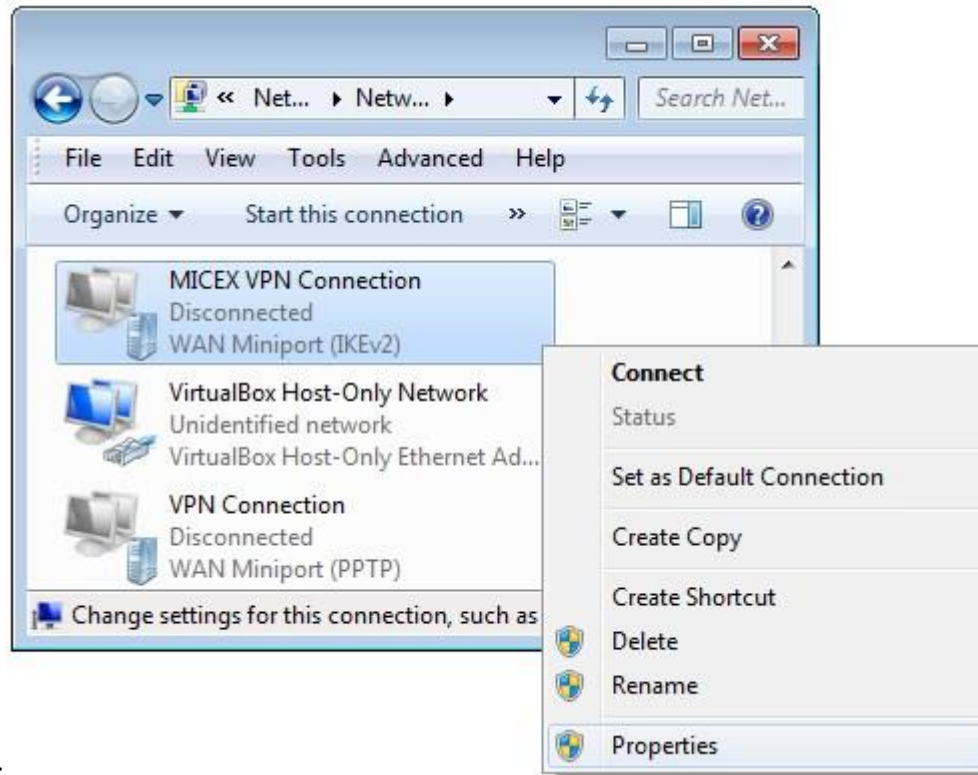 « Net... Netw... Search Net...
File Edit View Tools Advanced Help
Organize Start this connection »
MICEX VPN Connection
Disconnected
WAN Miniport (IKEv2)
VirtualBox Host-Only Network
Unidentified network
VirtualBox Host-Only Ethernet Ad...
VPN Connection
Disconnected
WAN Miniport (PPTP)
Change settings for this connection, such as
Connect
Status
Set as Default Connection
Create Copy
Create Shortcut
Delete
Rename
Properties
.